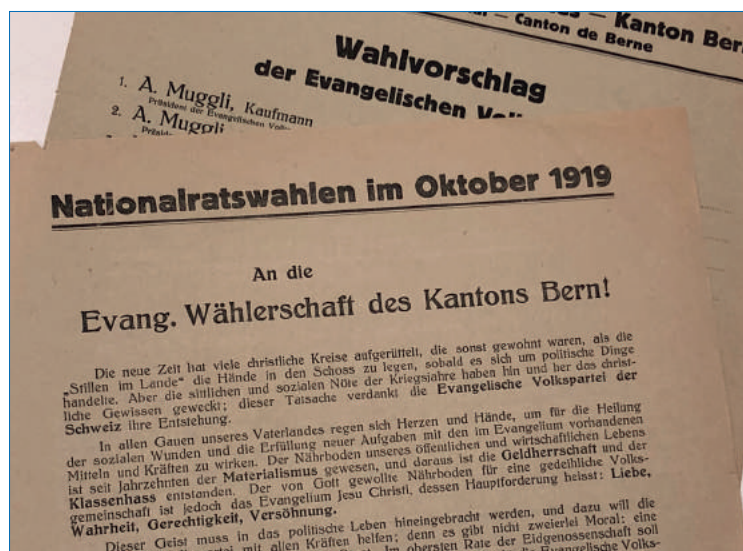 – Kanton Ber
– Canton de Berne
Wahlvorschlag
der Evangelischen
1. A. Muggli, Kaufmann
Präsident der Evangelischen Volks
2. A. Muggli
Nationalratswahlen im Oktober 1919
An die
Evang. Wählerschaft des Kantons Bern!
Die neue Zeit hat viele christliche Kreise aufgerüttelt, die sonst gewohnt waren, als die
„Stillen im Lande“ die Hände in den Schoss zu legen, sobald es sich um politische Dinge
handelte. Aber die sittlichen und sozialen Nöte der Kriegsjahre haben hin und her das christ-
liche Gewissen geweckt; dieser Tatsache verdankt die Evangelische Volkspartei der
Schweiz ihre Entstehung.
In allen Gauen unseres Vaterlandes regen sich Herzen und Hände, um für die Heilung
der sozialen Wunden und die Erfüllung neuer Aufgaben mit den im Evangelium vorhandenen
Mitteln und Kräften zu wirken. Der Nährboden unseres öffentlichen und wirtschaftlichen Lebens
ist seit Jahrzehnten der Materialismus gewesen, und daraus ist die Geldherrschaft und der
Klassenhass entstanden. Der von Gott gewollte Nährboden für eine gedeihliche Volks-
gemeinschaft ist jedoch das Evangelium Jesu Christi, dessen Hauptforderung heisst: Liebe,
Wahrheit, Gerechtigkeit, Versöhnung.
Dieser Geist muss in das politische Leben hineingebracht werden, und dazu will die
mit allen Kräften helfen; denn es gibt nicht zweierlei Moral: eine
Im obersten Rate der Eidgenossenschaft soll
die Evangelische Volks-